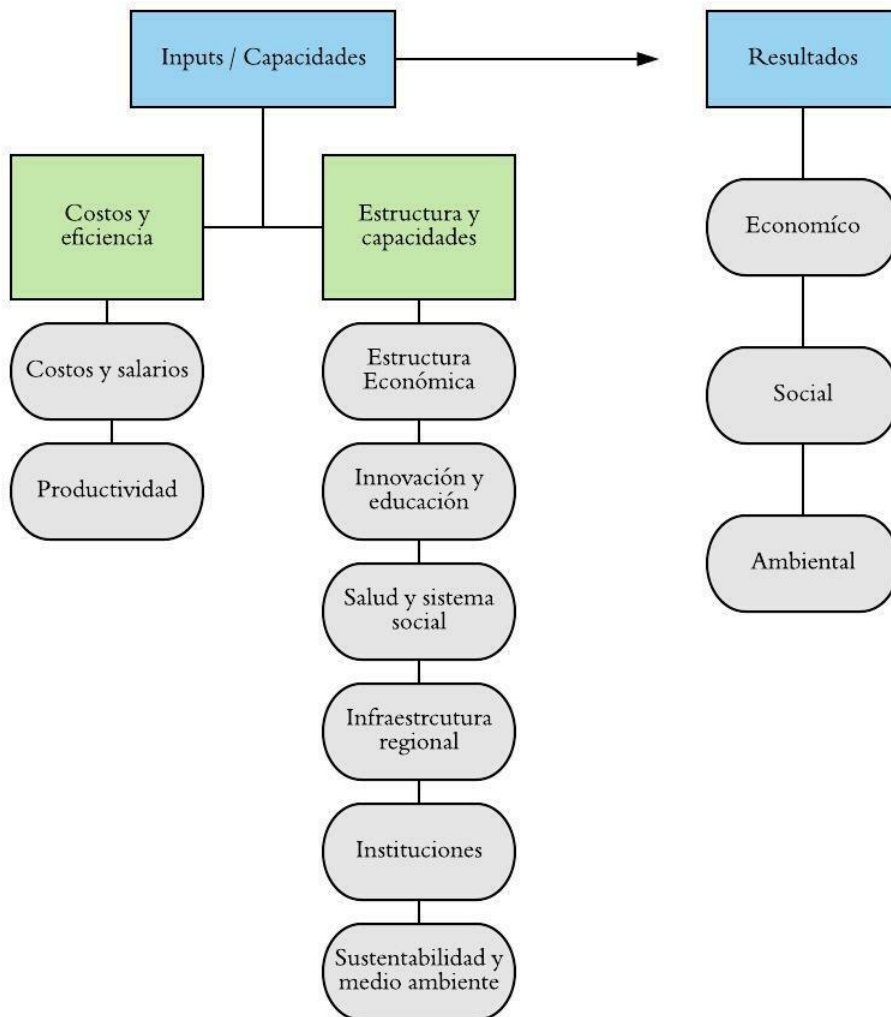 Inputs / Capacidades
Resultados
Costos y
eficiencia
Estructura y
capacidades
Economíco
Costos y salarios
Estructura
Económica
Social
Productividad
Innovación y
educación
Ambiental
Salud y sistema
social
Infraestrcutura
regional
Instituciones
Sustentabilidad y
medio ambiente